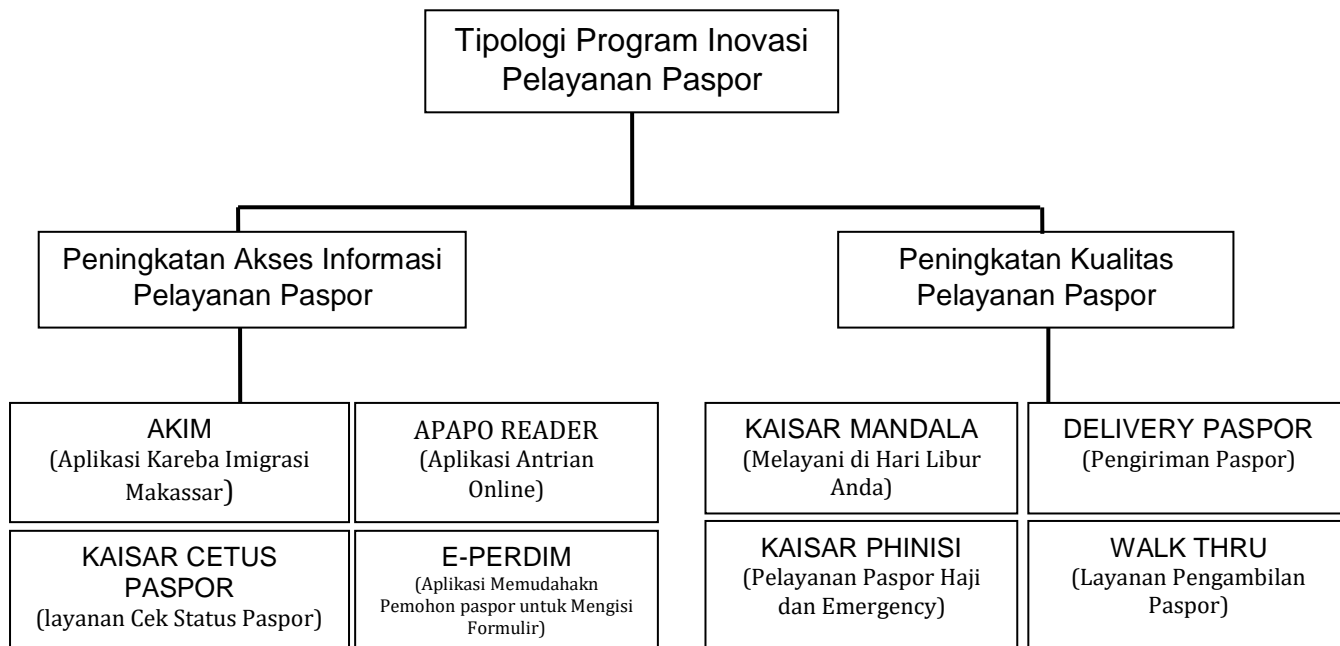 Tipologi Program Inovasi
Pelayanan Paspor
Peningkatan Akses Informasi
Pelayanan Paspor
Peningkatan Kualitas
Pelayanan Paspor
AKIM
(Aplikasi Kareba Imigrasi
Makassar)
APAPO READER
(Aplikasi Antrian
Online)
KAISAR CETUS
PASPOR
(layanan Cek Status Paspor)
E-PERDIM
(Aplikasi Memudahakn
Pemohon paspor untuk Mengisi
Formulir)
KAISAR MANDALA
(Melayani di Hari Libur
Anda)
DELIVERY PASPOR
(Pengiriman Paspor)
KAISAR PHINISI
(Pelayanan Paspor Haji
dan Emergency)
WALK THRU
(Layanan Pengambilan
Paspor)